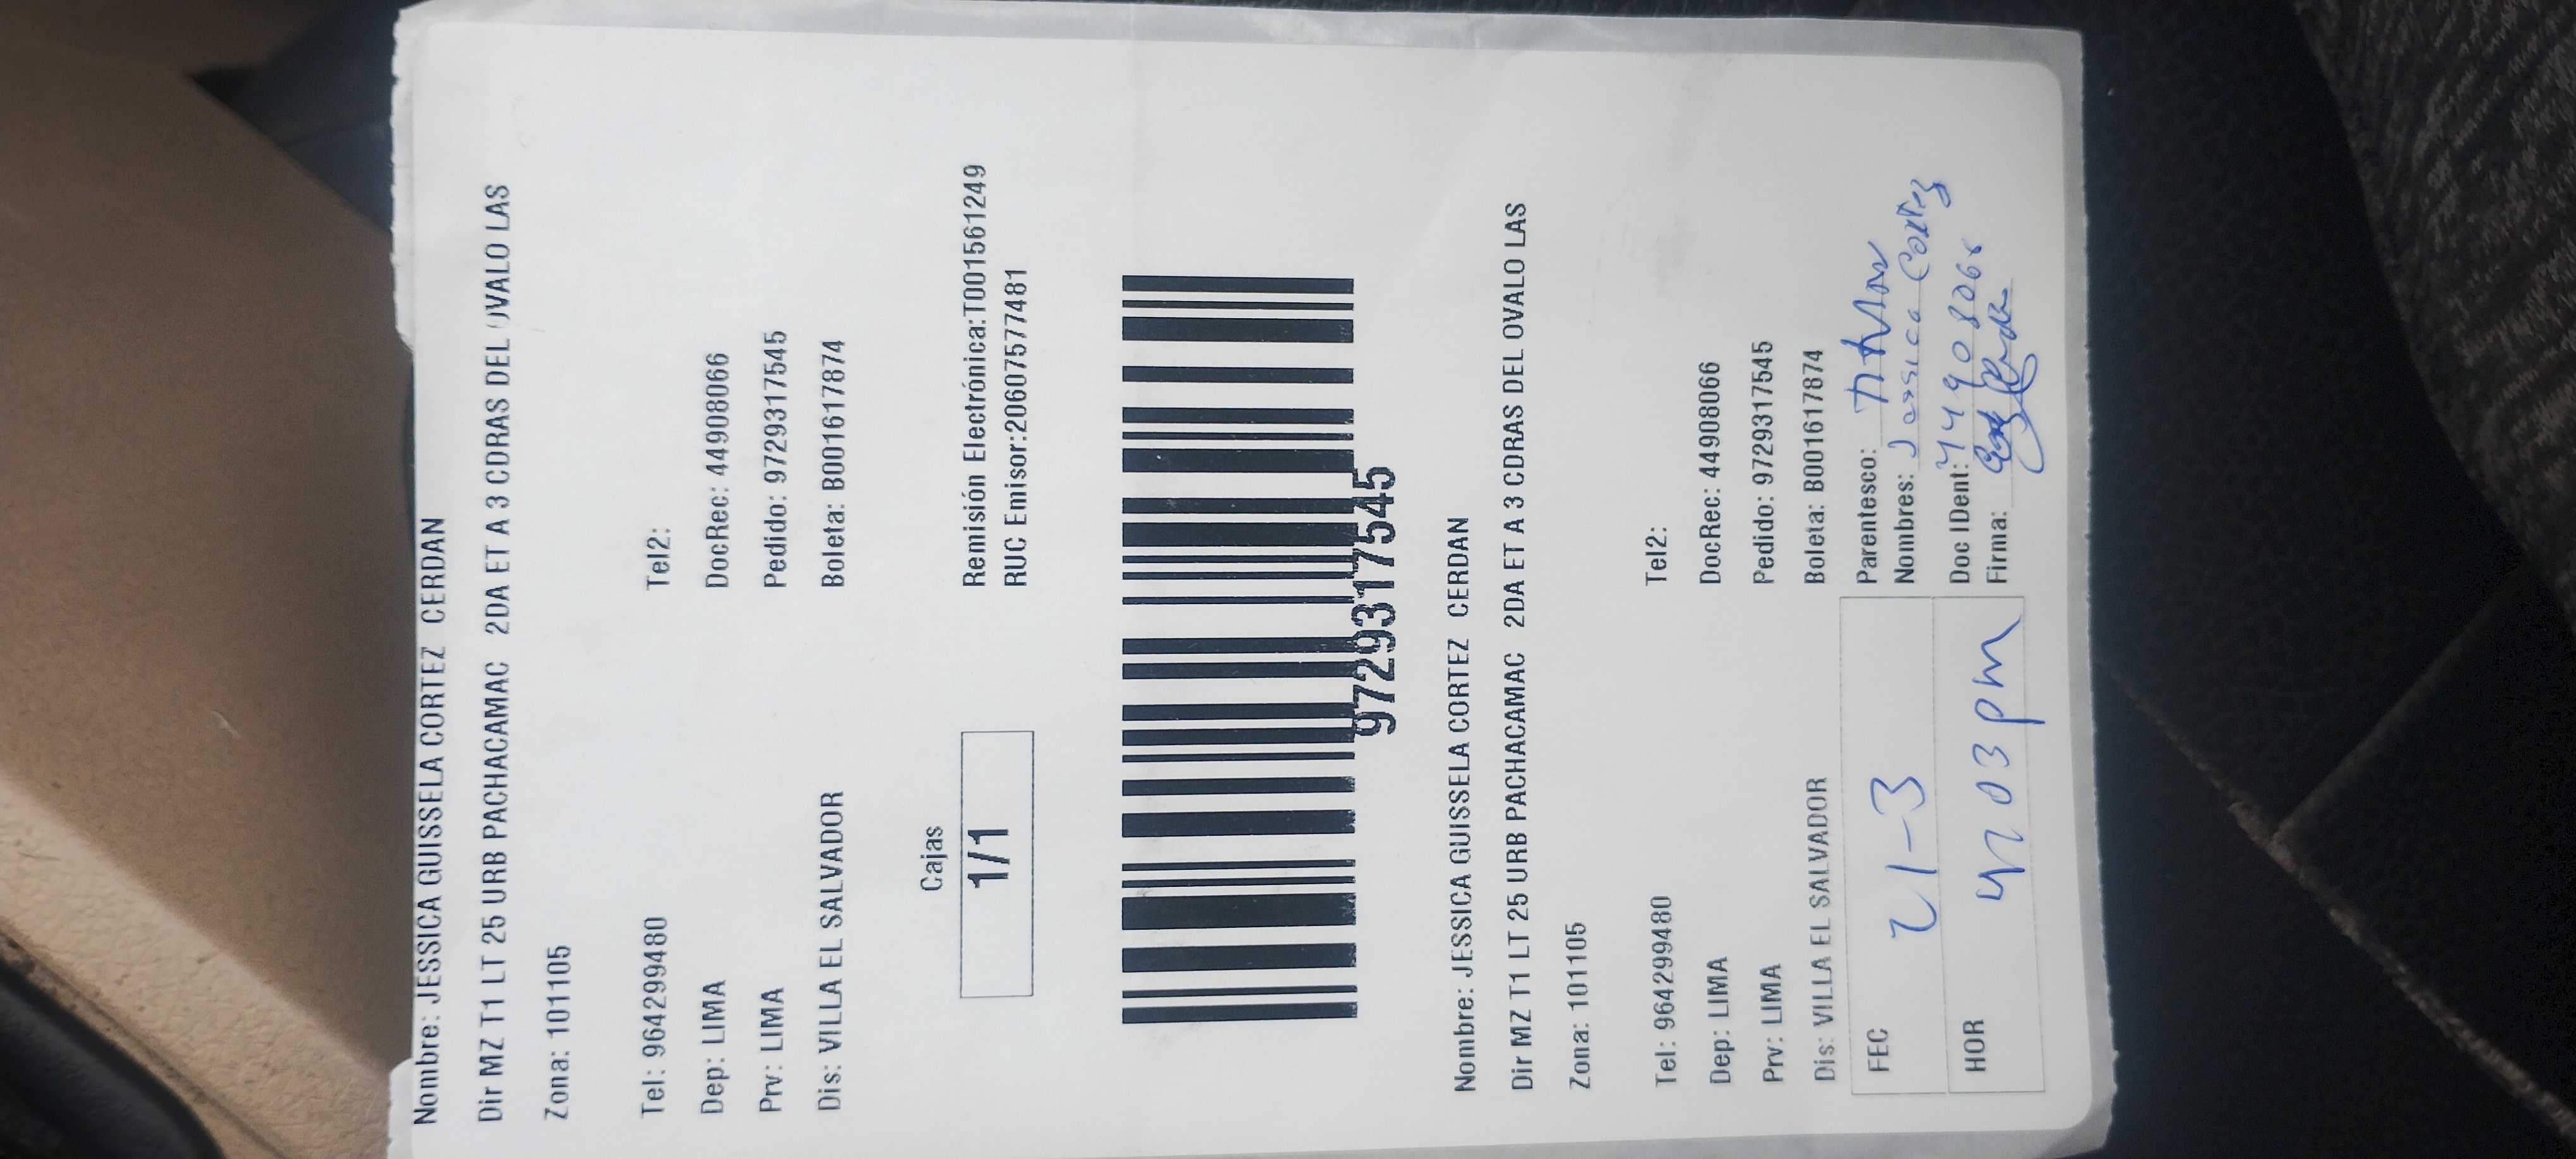 Nombre: JESSICA GUISSELA CORTEZ CERDAN
Dir MZ T1 LT 25 URB PACHACAMAC 2DA ET A 3 CDRAS DEL OVALO LAS
Zona: 101105
Tel: 964299480 Tel2:
Dep: LIMA DocRec: 44908066
Prv: LIMA Pedido: 9729317545
Dis: VILLA EL SALVADOR Boleta: B001617874
Cajas
1/1
Remisión Electrónica:T001561249
RUC Emisor:20607577481
9729317545
Nombre: JESSICA GUISSELA CORTEZ CERDAN
Dir MZ T1 LT 25 URB PACHACAMAC 2DA ET A 3 CDRAS DEL OVALO LAS
Zona: 101105
Tel: 964299480 Tel2:
Dep: LIMA DocRec: 44908066
Prv: LIMA Pedido: 9729317545
Dis: VILLA EL SALVADOR Boleta: B001617874
FEC 21-3 Parentesco:
Nombres: Jessica Cortez
HOR 4:03 pm Doc IDent: 44908066
Firma: